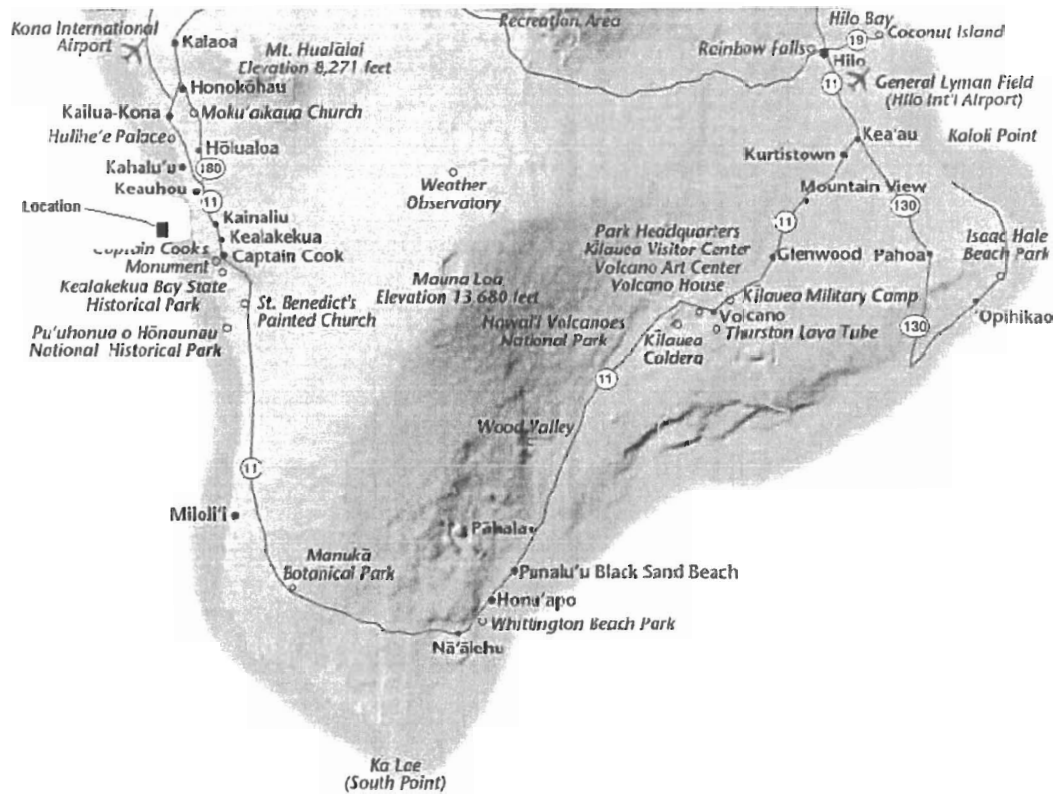 Kona International
Airport
Kalaoa
Mt. Hualālai
Elevation 8,271 feet
Recreation Area
Hilo Bay
19
Coconut Island
Rainbow Falls
Hilo
11
General Lyman Field
(Hilo Int'l Airport)
Honokōhau
Kailua-Kona
Moku'aikaua Church
Hulihe'e Palace
Hōlualoa
Kahalu'u
180
Keauhou
11
Location
Kainaliu
Kealakekua
Captain Cook
Captain Cooks
Monument
Kealakekua Bay State
Historical Park
Pu'uhonua o Hōnaunau
National Historical Park
St. Benedict's
Painted Church
Weather
Observatory
Mauna Loa
Elevation 13,680 feet
Kea'au
Kaloli Point
Kurtistown
Mountain View
130
11
Park Headquarters
Kīlauea Visitor Center
Volcano Art Center
Volcano House
Glenwood
Pahoa
Isaac Hale
Beach Park
Kīlauea Military Camp
Volcano
Thurston Lava Tube
Hawai'i Volcanoes
National Park
Kīlauea
Caldera
130
'Opihikao
11
Wood Valley
11
Miloli'i
Pāhala
Manukā
Botanical Park
Punalu'u Black Sand Beach
Honu'apo
Whittington Beach Park
Nā'ālehu
Ka Lae
(South Point)